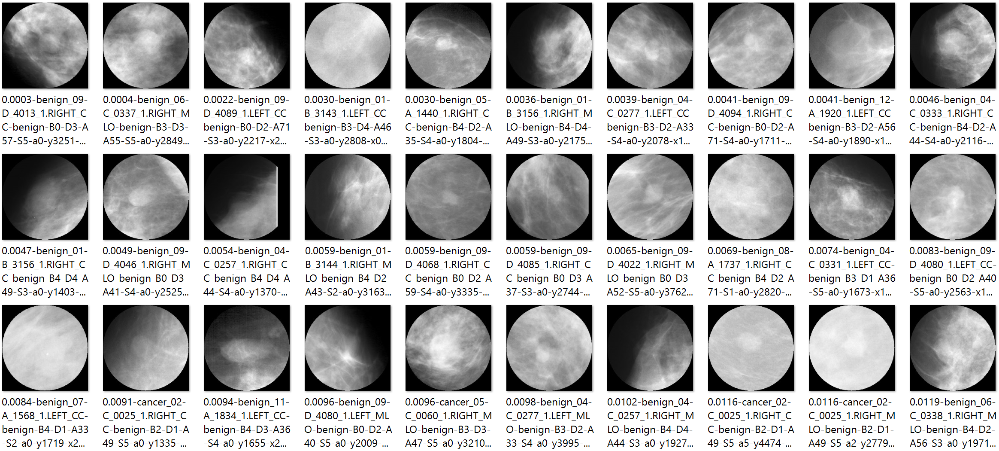 0.0003-benign_09-
D_4013_1.RIGHT_C
C-benign-B0-D3-A
57-S5-a0-y3251-...
0.0004-benign_06-
C_0337_1.RIGHT_M
LO-benign-B3-D3-
A55-S5-a0-y2849...
0.0022-benign_09-
D_4089_1.LEFT_CC-
benign-B0-D2-A71
-S3-a0-y2217-x2...
0.0030-benign_01-
B_3143_1.LEFT_CC-
benign-B3-D4-A46
-S3-a0-y2808-x0...
0.0030-benign_05-
A_1440_1.RIGHT_C
C-benign-B4-D2-A
35-S4-a0-y1804-...
0.0036-benign_01-
B_3156_1.RIGHT_M
LO-benign-B4-D4-
A49-S3-a0-y2175...
0.0039-benign_04-
C_0277_1.LEFT_CC-
benign-B3-D2-A33
-S4-a0-y2078-x1...
0.0041-benign_09-
D_4094_1.RIGHT_C
C-benign-B0-D2-A
71-S4-a0-y1711-...
0.0041-benign_12-
A_1920_1.LEFT_CC-
benign-B3-D2-A56
-S4-a0-y1890-x1...
0.0046-benign_04-
C_0333_1.RIGHT_C
C-benign-B4-D2-A
44-S4-a0-y2116-...
0.0047-benign_01-
B_3156_1.RIGHT_C
C-benign-B4-D4-A
49-S3-a0-y1403-...
0.0049-benign_09-
D_4046_1.RIGHT_M
LO-benign-B0-D3-
A41-S4-a0-y2525...
0.0054-benign_04-
C_0257_1.RIGHT_C
C-benign-B4-D4-A
44-S4-a0-y1370-...
0.0059-benign_01-
B_3144_1.RIGHT_M
LO-benign-B4-D2-
A43-S2-a0-y3163...
0.0059-benign_09-
D_4068_1.RIGHT_C
C-benign-B0-D2-A
59-S4-a0-y3335-...
0.0059-benign_09-
D_4085_1.RIGHT_C
C-benign-B0-D3-A
37-S3-a0-y2744-...
0.0065-benign_09-
D_4022_1.RIGHT_M
LO-benign-B0-D3-
A52-S5-a0-y3762...
0.0069-benign_08-
A_1737_1.RIGHT_C
C-benign-B4-D2-A
71-S1-a0-y2820-...
0.0074-benign_04-
C_0331_1.LEFT_CC-
benign-B3-D1-A36
-S5-a0-y1673-x1...
0.0083-benign_09-
D_4080_1.LEFT_CC-
benign-B0-D2-A40
-S5-a0-y2563-x1...
0.0084-benign_07-
A_1568_1.LEFT_CC-
benign-B4-D1-A33
-S2-a0-y1719-x2...
0.0091-cancer_02-
C_0025_1.RIGHT_C
C-benign-B2-D1-A
49-S5-a0-y1335-...
0.0094-benign_11-
A_1834_1.LEFT_CC-
benign-B4-D3-A36
-S4-a0-y1655-x2...
0.0096-benign_09-
D_4080_1.LEFT_ML
O-benign-B0-D2-A
40-S5-a0-y2009-...
0.0096-cancer_05-
C_0060_1.RIGHT_M
LO-benign-B3-D3-
A47-S5-a0-y3210...
0.0098-benign_04-
C_0277_1.LEFT_ML
O-benign-B3-D2-A
33-S4-a0-y3995-...
0.0102-benign_04-
C_0257_1.RIGHT_M
LO-benign-B4-D4-
A44-S3-a0-y1927...
0.0116-cancer_02-
C_0025_1.RIGHT_C
C-benign-B2-D1-A
49-S5-a5-y4474-...
0.0116-cancer_02-
C_0025_1.RIGHT_M
LO-benign-B2-D1-
A49-S5-a2-y2779...
0.0119-benign_06-
C_0338_1.RIGHT_M
LO-benign-B4-D2-
A56-S3-a0-y1971...